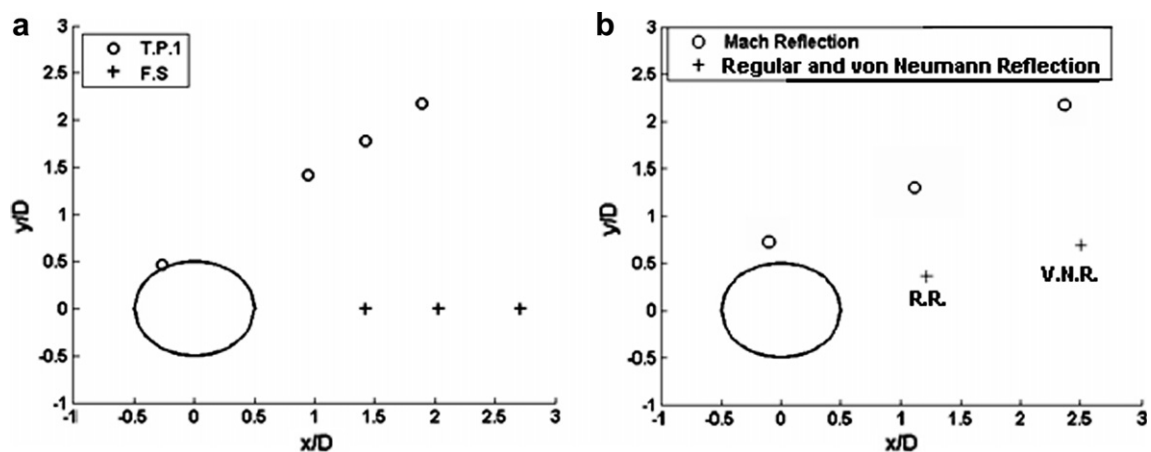 a
3
2.5
2
1.5
1
0.5
0
-0.5
-1
y/D
T.P.1
F.S
-1 -0.5 0 0.5 1 1.5 2 2.5 3
x/D
b
3
2.5
2
1.5
1
0.5
0
-0.5
-1
y/D
Mach Reflection
Regular and von Neumann Reflection
V.N.R.
R.R.
-1 -0.5 0 0.5 1 1.5 2 2.5 3
x/D